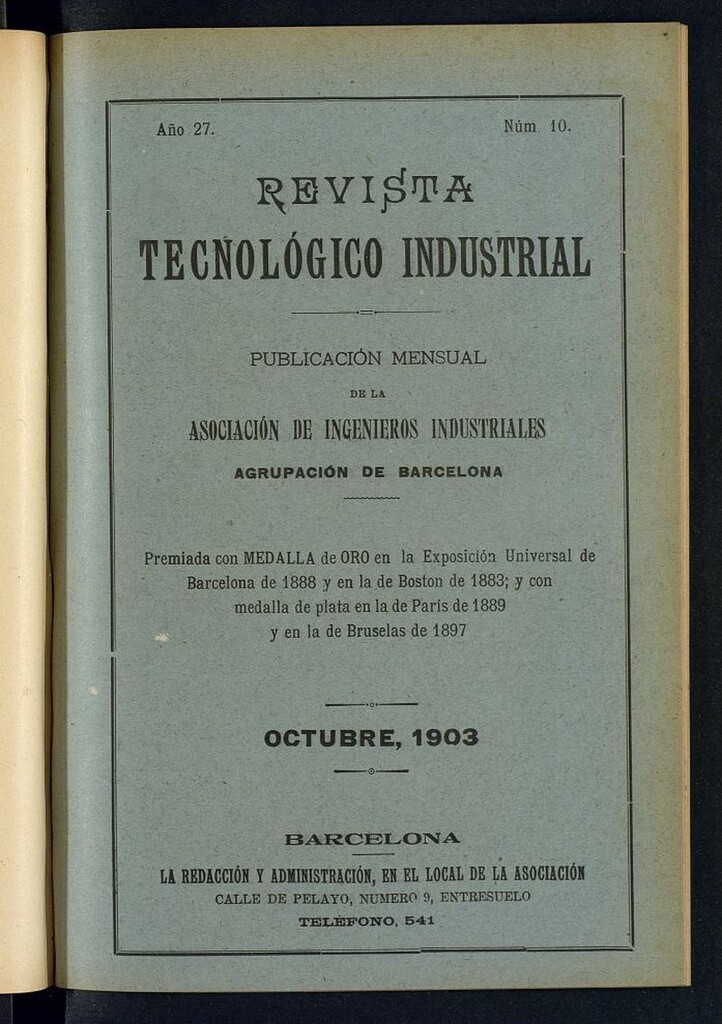 Año 27.
Núm 10.
REVISTA
TECNOLÓGICO INDUSTRIAL
PUBLICACIÓN MENSUAL
DE LA
ASOCIACIÓN DE INGENIEROS INDUSTRIALES
AGRUPACIÓN DE BARCELONA
Premiada con MEDALLA de ORO en la Exposición Universal de
Barcelona de 1888 y en la de Boston de 1883; y con
medalla de plata en la de París de 1889
y en la de Bruselas de 1897
OCTUBRE, 1903
BARCELONA
LA REDACCIÓN Y ADMINISTRACIÓN, EN EL LOCAL DE LA ASOCIACIÓN
CALLE DE PELAYO, NUMERO 9, ENTRESUELO
TELÉFONO, 541